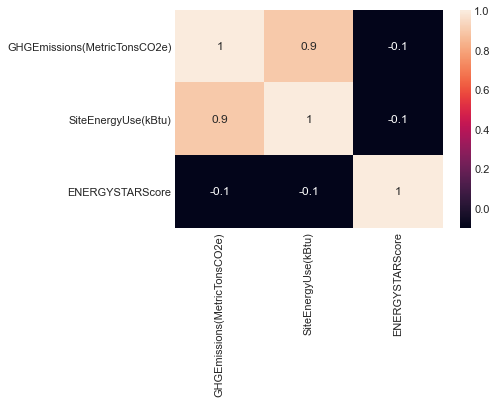 GHGEmissions(MetricTonsCO2e)
1
0.9
-0.1
SiteEnergyUse(kBtu)
0.9
1
-0.1
ENERGYSTARScore
-0.1
-0.1
1
GHGEmissions(MetricTonsCO2e)
SiteEnergyUse(kBtu)
ENERGYSTARScore
1.0
0.8
0.6
0.4
0.2
0.0